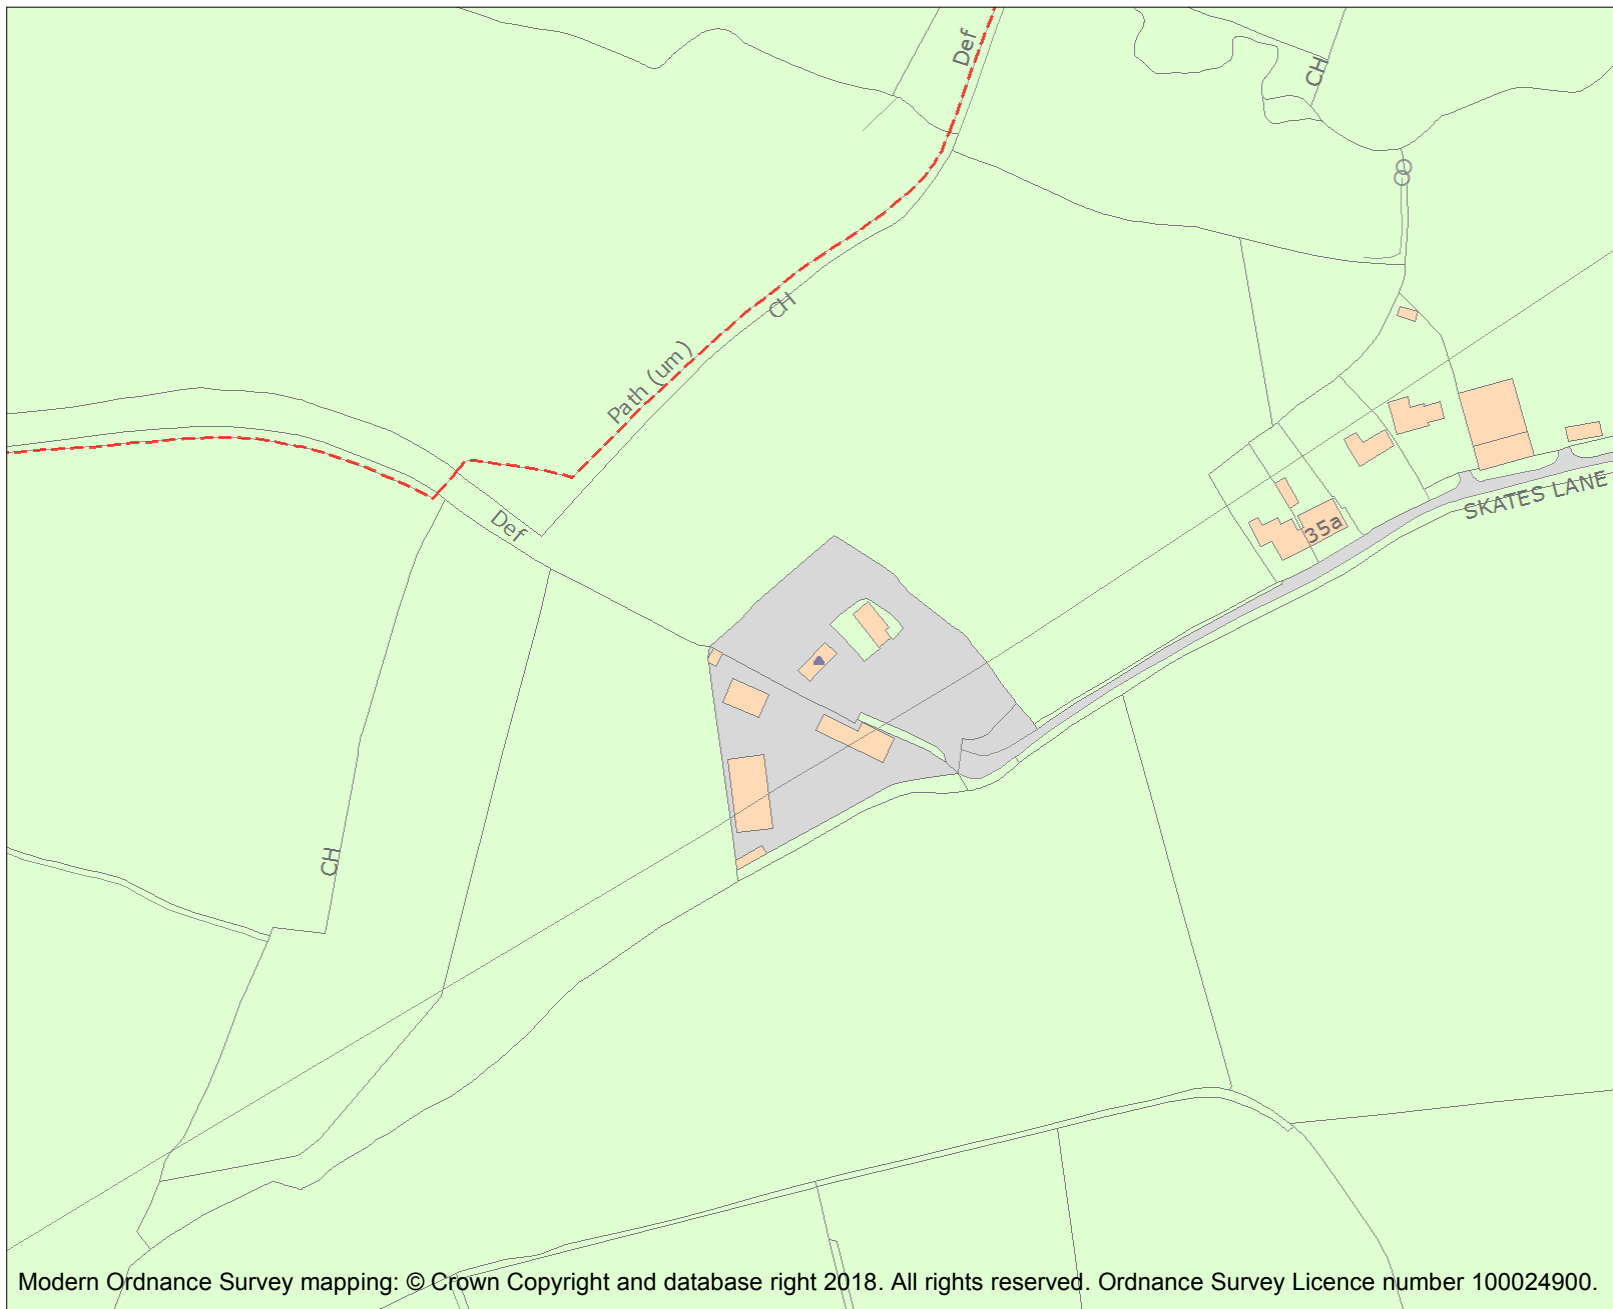 Def
CH
CH
Path (um)
SKATES LANE
35a
Def
CH
Modern Ordnance Survey mapping: © Crown Copyright and database right 2018. All rights reserved. Ordnance Survey Licence number 100024900.